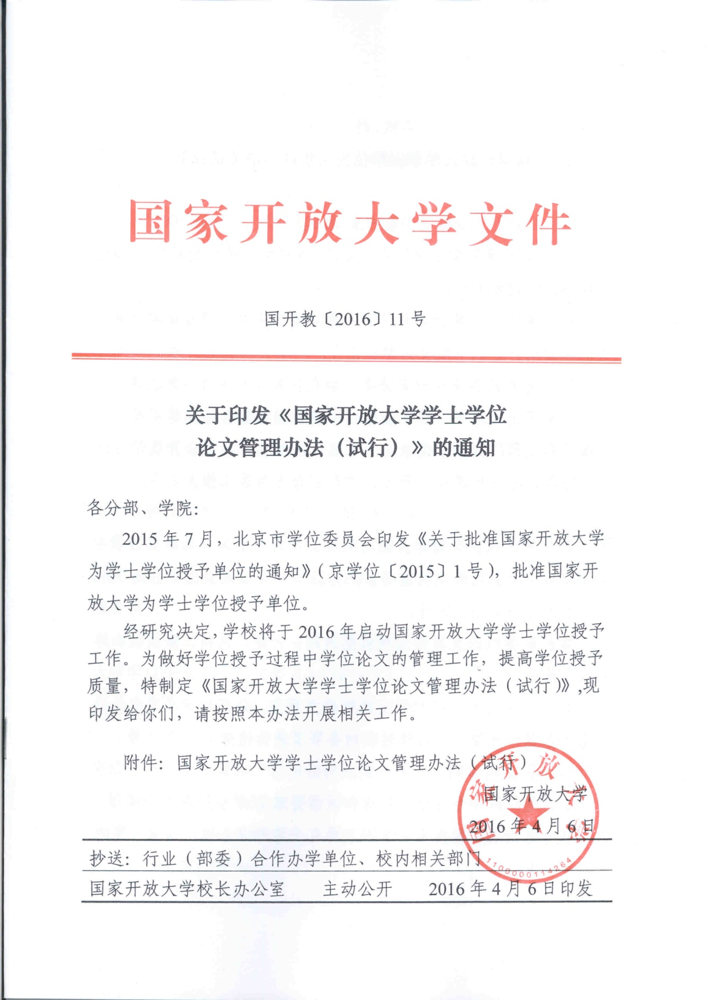 国家开放大学文件
国开教〔2016〕11号
关于印发《国家开放大学学士学位
论文管理办法（试行）》的通知
各分部、学院：
2015年7月，北京市学位委员会印发《关于批准国家开放大学
为学士学位授予单位的通知》（京学位〔2015〕1号），批准国家开
放大学为学士学位授予单位。
经研究决定，学校将于2016年启动国家开放大学学士学位授予
工作。为做好学位授予过程中学位论文的管理工作，提高学位授予
质量，特制定《国家开放大学学士学位论文管理办法（试行）》,现
印发给你们，请按照本办法开展相关工作。
附件：国家开放大学学士学位论文管理办法（试行）
国家开放大学
2016年4月6日
国家开放大学
1100000114264
抄送：行业（部委）合作办学单位、校内相关部门
国家开放大学校长办公室 主动公开 2016年4月6日印发